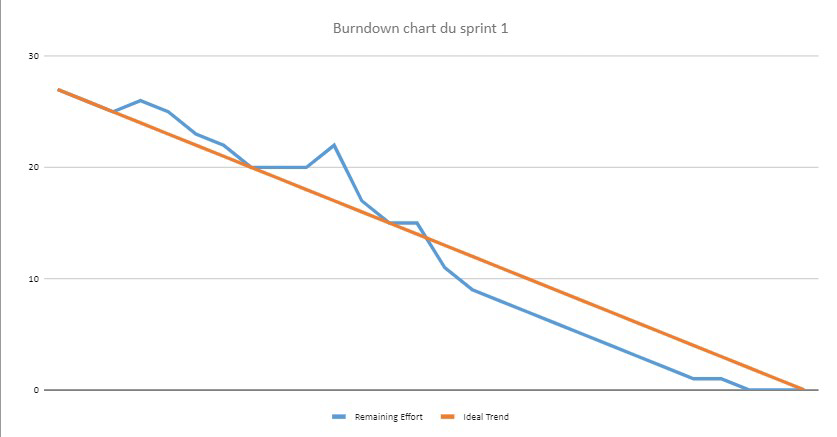 Burndown chart du sprint 1
30
20
10
0
Remaining Effort Ideal Trend